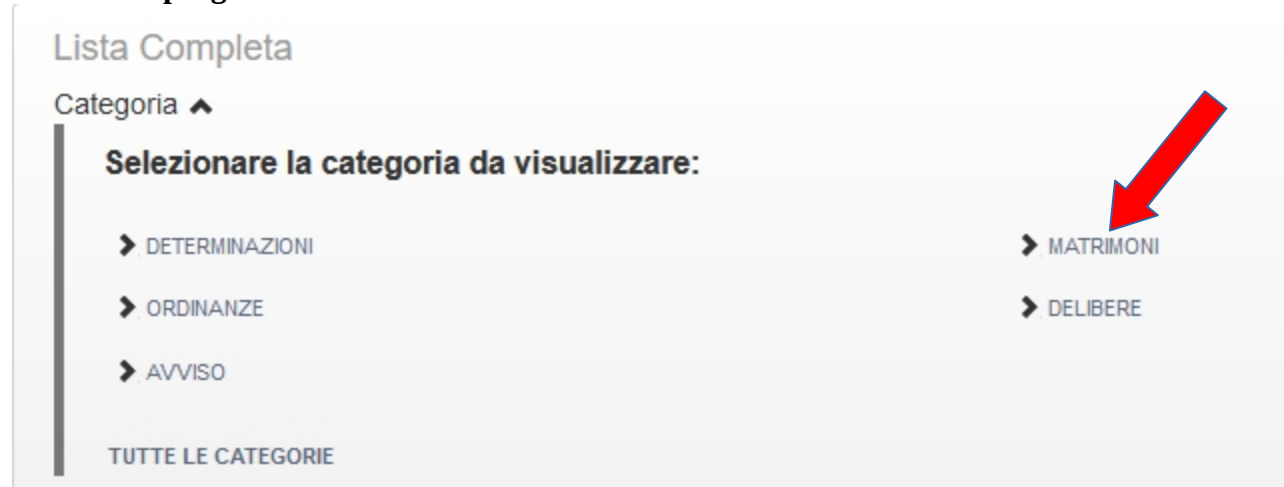 Lista Completa
Categoria
Selezionare la categoria da visualizzare:
DETERMINAZIONI
MATRIMONI
ORDINANZE
DELIBERE
AVVISO
TUTTE LE CATEGORIE